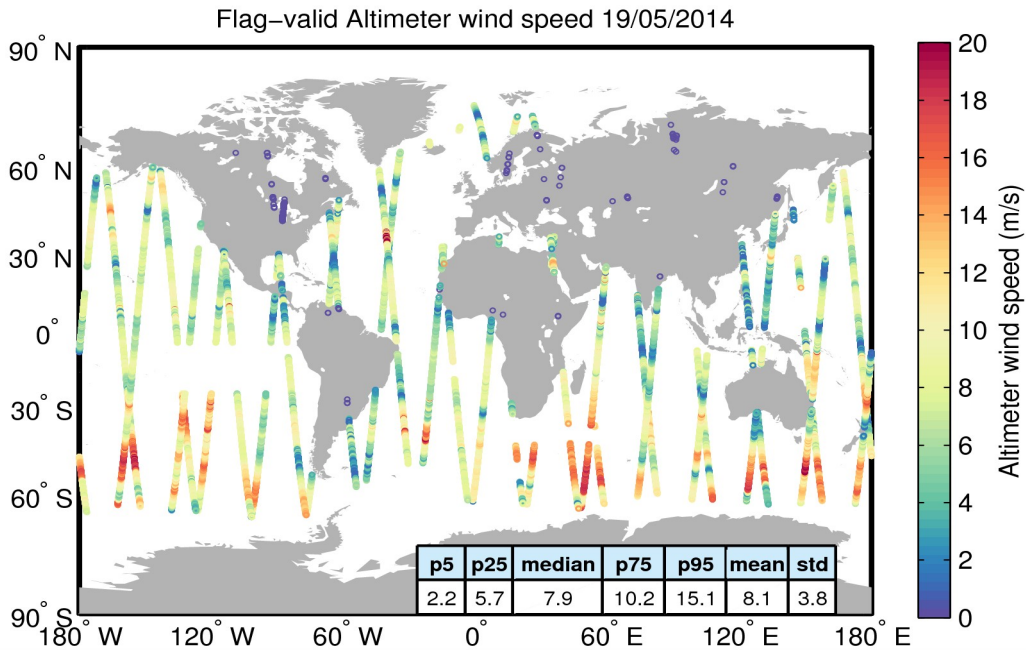 Flag−valid Altimeter wind speed 19/05/2014
90° N
60° N
30° N
0°
30° S
60° S
90° S
180° W 120° W 60° W 0° 60° E 120° E 180° E
p5 p25 median p75 p95 mean std
2.2 5.7 7.9 10.2 15.1 8.1 3.8
20
18
16
14
12
10
8
6
4
2
0
Altimeter wind speed (m/s)